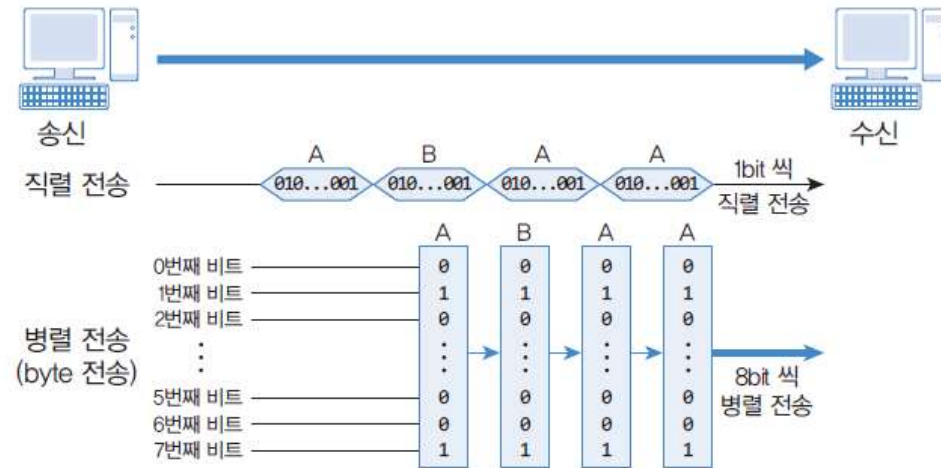 송신
수신
A B A A
직렬 전송
010...001 010...001 010...001 010...001
1bit 씩
직렬 전송
A B A A
0번째 비트 0 0 0 0
1번째 비트 1 1 1 1
2번째 비트 0 0 0 0
병렬 전송
(byte 전송)
⋮ ⋮ ⋮ ⋮ ⋮
8bit 씩
병렬 전송
5번째 비트 0 0 0 0
6번째 비트 0 0 0 0
7번째 비트 1 1 1 1